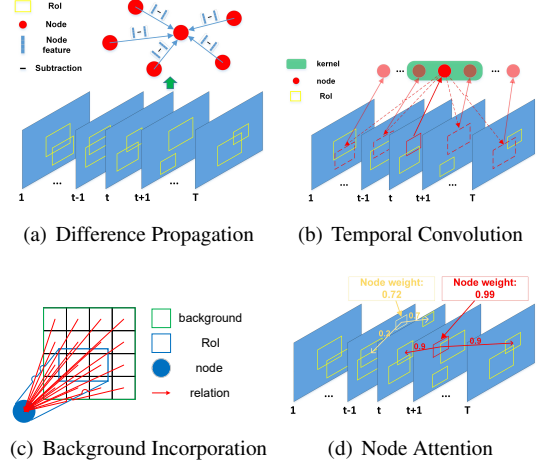 RoI
Node
Node
feature
Subtraction
1
...
t-1
t
t+1
...
T
(a) Difference Propagation
kernel
node
RoI
...
...
1
...
t-1
t
t+1
...
T
(b) Temporal Convolution
background
RoI
node
relation
(c) Background Incorporation
Node weight:
0.72
Node weight:
0.99
0.2
0.9
0.9
1
...
t-1
t
t+1
...
T
(d) Node Attention